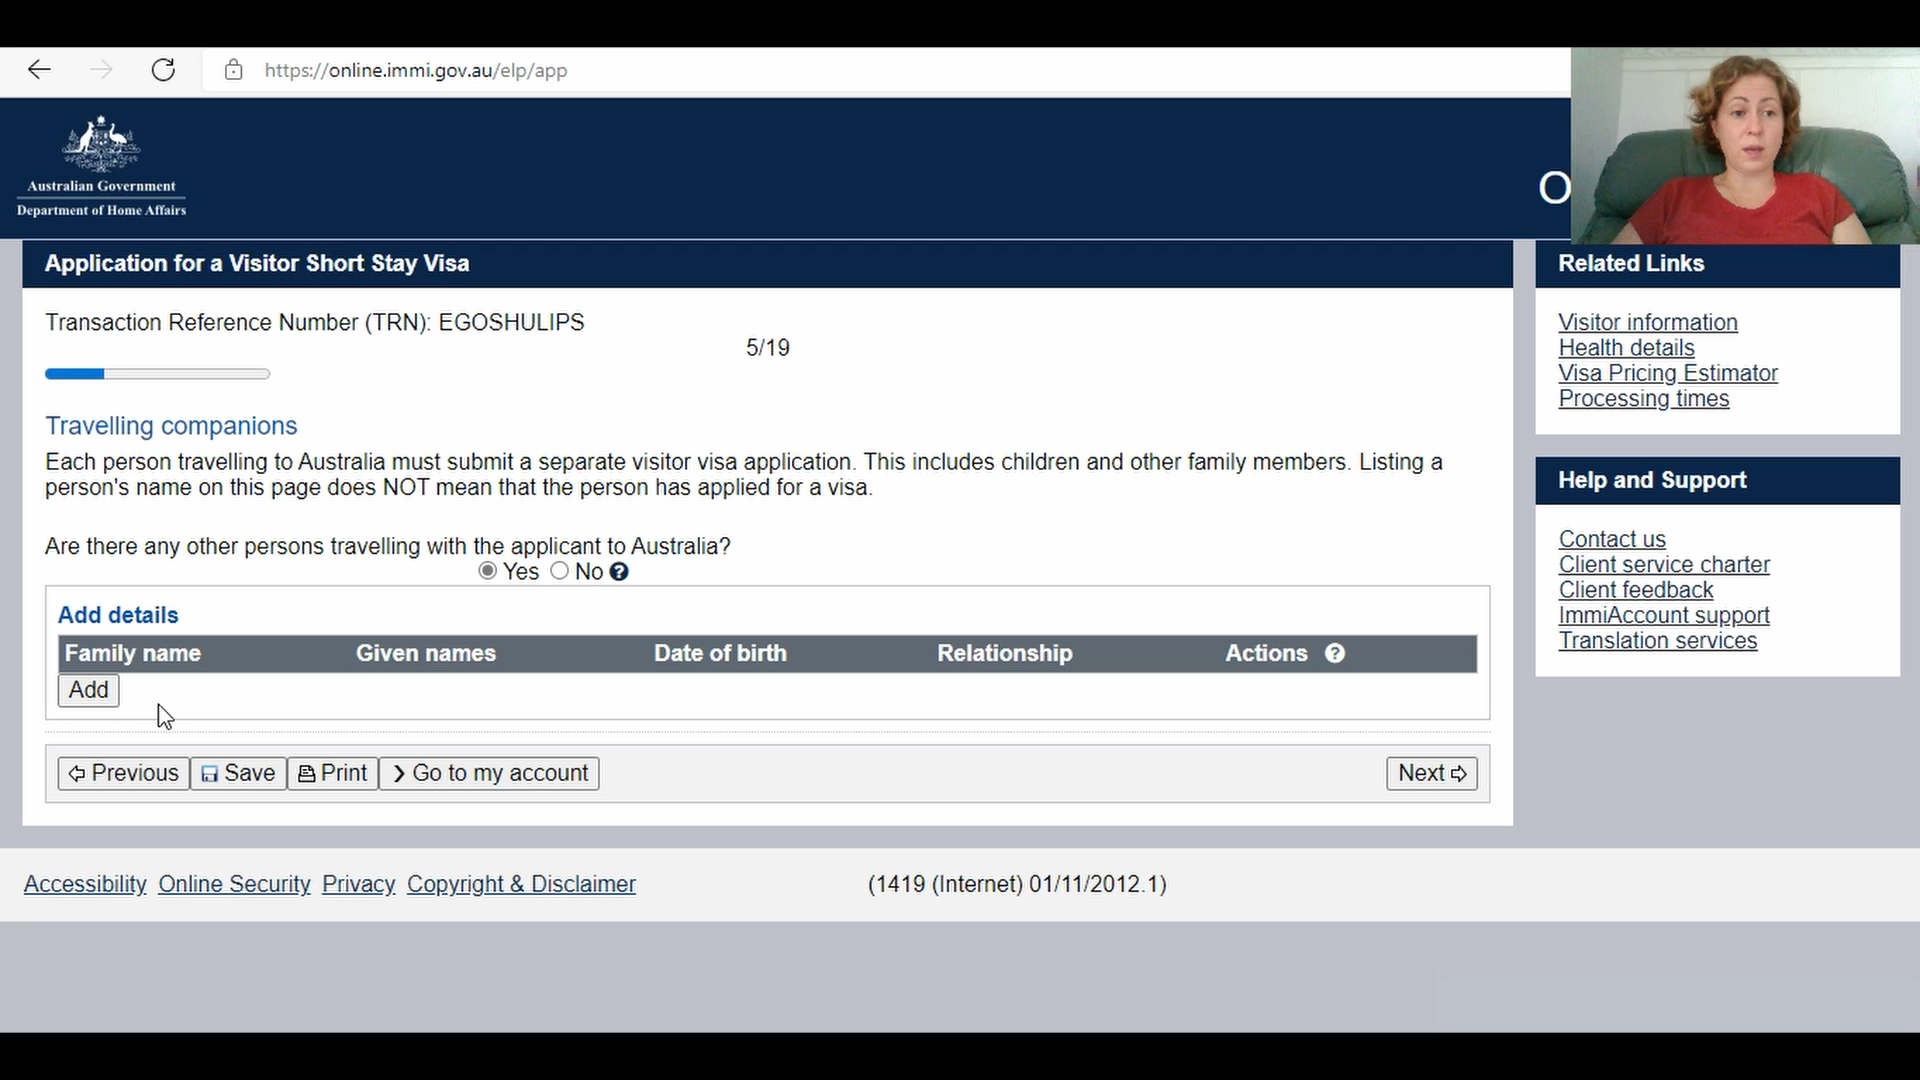 https://online.immi.gov.au/elp/app
Australian Government
Department of Home Affairs
O
Application for a Visitor Short Stay Visa
Transaction Reference Number (TRN): EGOSHULIPS
5/19
Travelling companions
Each person travelling to Australia must submit a separate visitor visa application. This includes children and other family members. Listing a
person's name on this page does NOT mean that the person has applied for a visa.
Are there any other persons travelling with the applicant to Australia?
Yes No ?
Add details
Family name Given names Date of birth Relationship Actions ?
Add
Previous Save Print Go to my account Next
Related Links
Visitor information
Health details
Visa Pricing Estimator
Processing times
Help and Support
Contact us
Client service charter
Client feedback
ImmiAccount support
Translation services
Accessibility Online Security Privacy Copyright & Disclaimer (1419 (Internet) 01/11/2012.1)